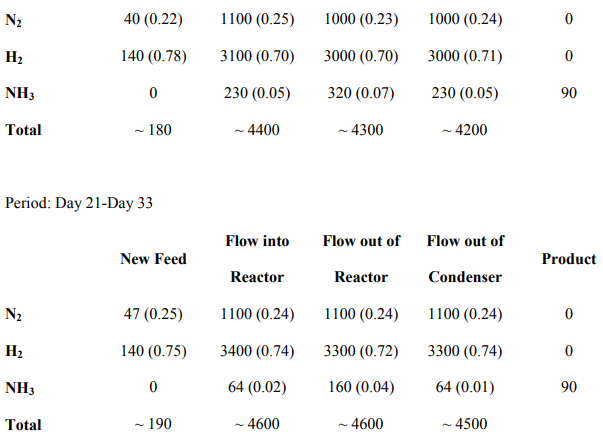 N₂ 40 (0.22) 1100 (0.25) 1000 (0.23) 1000 (0.24) 0
H₂ 140 (0.78) 3100 (0.70) 3000 (0.70) 3000 (0.71) 0
NH₃ 0 230 (0.05) 320 (0.07) 230 (0.05) 90
Total ~ 180 ~ 4400 ~ 4300 ~ 4200
Period: Day 21-Day 33
New Feed Flow into Reactor Flow out of Reactor Flow out of Condenser Product
N₂ 47 (0.25) 1100 (0.24) 1100 (0.24) 1100 (0.24) 0
H₂ 140 (0.75) 3400 (0.74) 3300 (0.72) 3300 (0.74) 0
NH₃ 0 64 (0.02) 160 (0.04) 64 (0.01) 90
Total ~ 190 ~ 4600 ~ 4600 ~ 4500